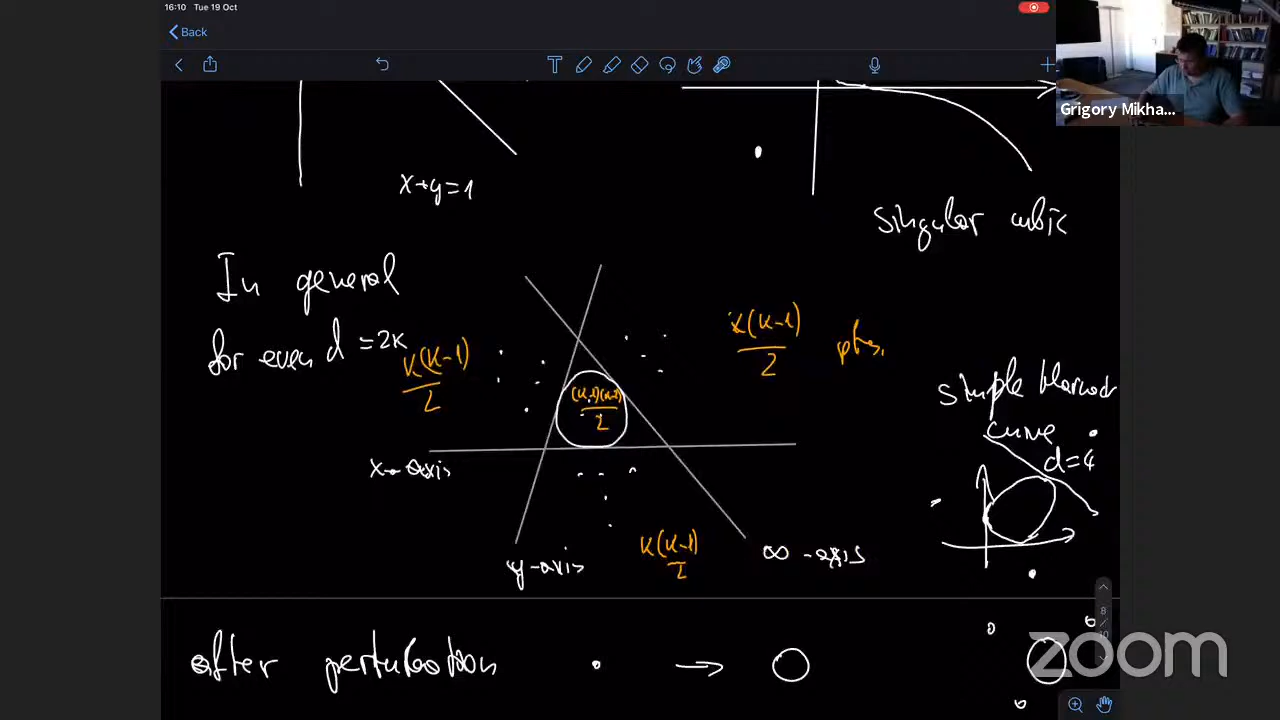 16:10 Tue 19 Oct
Back
Grigory Mikha...
x+y=1
singular cubic
In general
for even d = 2k
k(k-1)/2
k(k-1)/2 pts.
(k-1)(k-2)/2
simple Harnack
curve
d=4
x-axis
k(k-1)/2
y-axis
∞-axis
8
after perturbation
zoom